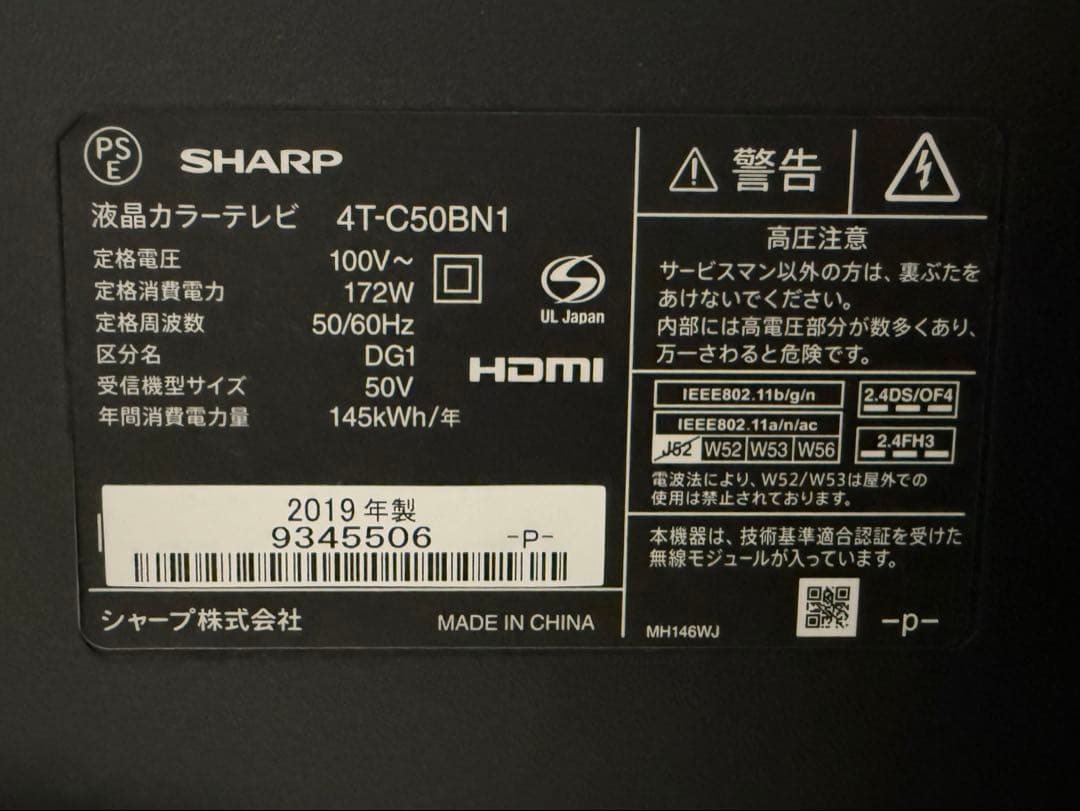 PS
E
SHARP
液晶カラーテレビ 4T-C50BN1
定格電圧 100V～
定格消費電力 172W
定格周波数 50/60Hz
区分名 DG1
受信機型サイズ 50V
年間消費電力量 145kWh/年
UL Japan
HDMI
2019年製
9345506 -P-
シャープ株式会社 MADE IN CHINA
警告
高圧注意
サービスマン以外の方は、裏ぶたを
あけないでください。
内部には高電圧部分が数多くあり、
万一さわると危険です。
IEEE802.11b/g/n
IEEE802.11a/n/ac
J52 W52 W53 W56
2.4DS/OF4
2.4FH3
電波法により、W52/W53は屋外での
使用は禁止されております。
本機器は、技術基準適合認証を受けた
無線モジュールが入っています。
MH146WJ -p-